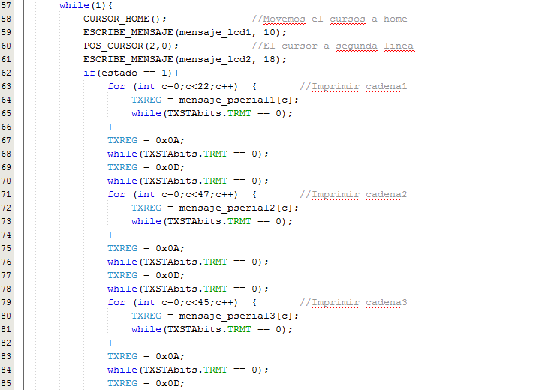 57 while(1){
58 CURSOR_HOME(); //Movemos el cursos a home
59 ESCRIBE_MENSAJE(mensaje_lcd1, 10);
60 POS_CURSOR(2,0); //El cursor a segunda linea
61 ESCRIBE_MENSAJE(mensaje_lcd2, 18);
62 if(estado == 1){
63 for (int c=0;c<22;c++) { //Imprimir cadena1
64 TXREG = mensaje_pserial1[c];
65 while(TXSTAbits.TRMT == 0);
66 }
67 TXREG = 0x0A;
68 while(TXSTAbits.TRMT == 0);
69 TXREG = 0x0D;
70 while(TXSTAbits.TRMT == 0);
71 for (int c=0;c<47;c++) { //Imprimir cadena2
72 TXREG = mensaje_pserial2[c];
73 while(TXSTAbits.TRMT == 0);
74 }
75 TXREG = 0x0A;
76 while(TXSTAbits.TRMT == 0);
77 TXREG = 0x0D;
78 while(TXSTAbits.TRMT == 0);
79 for (int c=0;c<45;c++) { //Imprimir cadena3
80 TXREG = mensaje_pserial3[c];
81 while(TXSTAbits.TRMT == 0);
82 }
83 TXREG = 0x0A;
84 while(TXSTAbits.TRMT == 0);
85 TXREG = 0x0D;